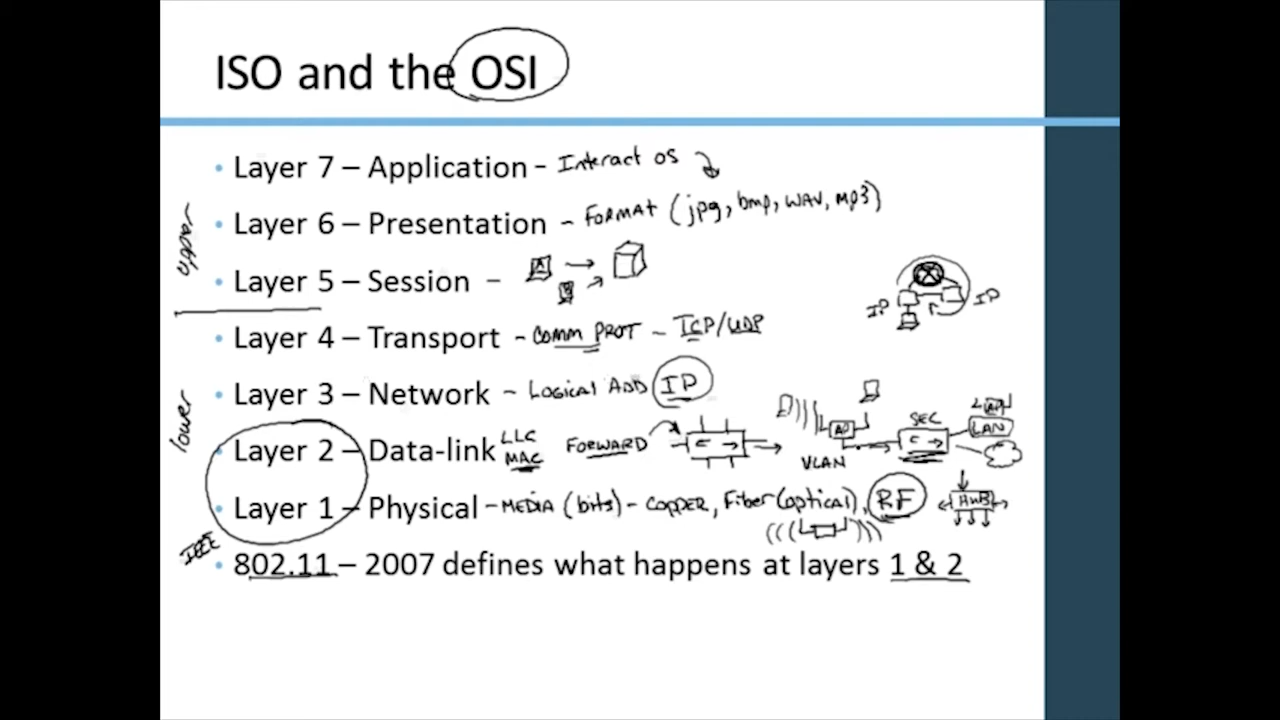 ISO and the OSI
• Layer 7 – Application - Interact OS
• Layer 6 – Presentation - FORMAT (jpg, bmp, WAV, mp3)
upper
• Layer 5 – Session -
A
B
IP
IP
• Layer 4 – Transport - COMM PROT - TCP/UDP
• Layer 3 – Network - Logical ADD IP
lower
SEC
AP
AP
LAN
• Layer 2 – Data-link LLC
MAC
FORWARD
VLAN
• Layer 1 – Physical - MEDIA (bits) - COPPER, Fiber (optical), RF
HUB
IEEE
• 802.11 – 2007 defines what happens at layers 1 & 2